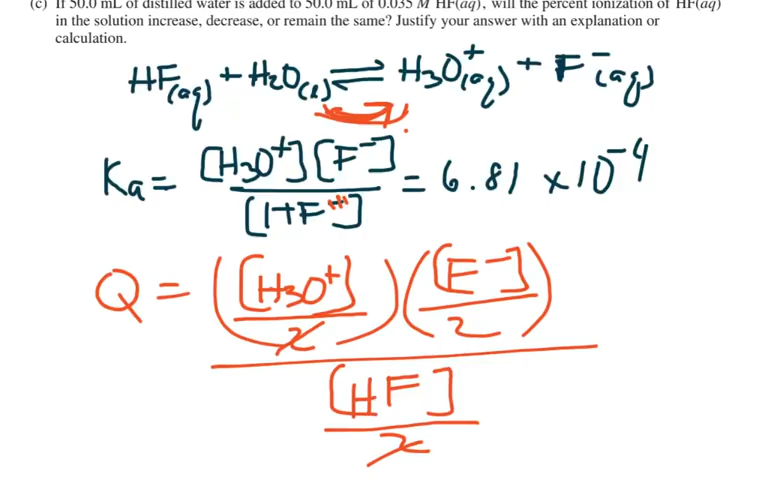 (c) If 50.0 mL of distilled water is added to 50.0 mL of 0.035 M HF(aq), will the percent ionization of HF(aq)
in the solution increase, decrease, or remain the same? Justify your answer with an explanation or
calculation.
HF(aq) + H2O(l) ⇌ H3O+(aq) + F-(aq)
Ka = [H3O+][F-] / [HF] = 6.81 × 10^-4
Q = ([H3O+] / 2)([F-] / 2) / ([HF] / 2)